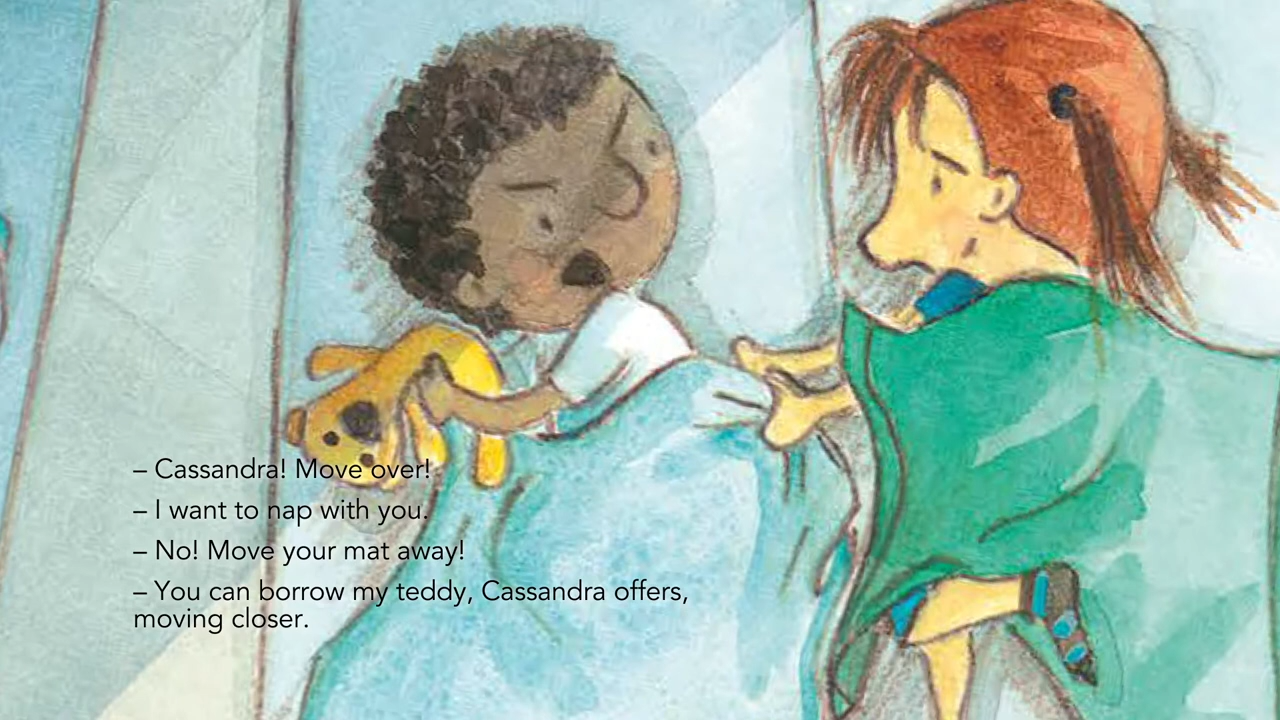 – Cassandra! Move over!
– I want to nap with you.
– No! Move your mat away!
– You can borrow my teddy, Cassandra offers,
moving closer.